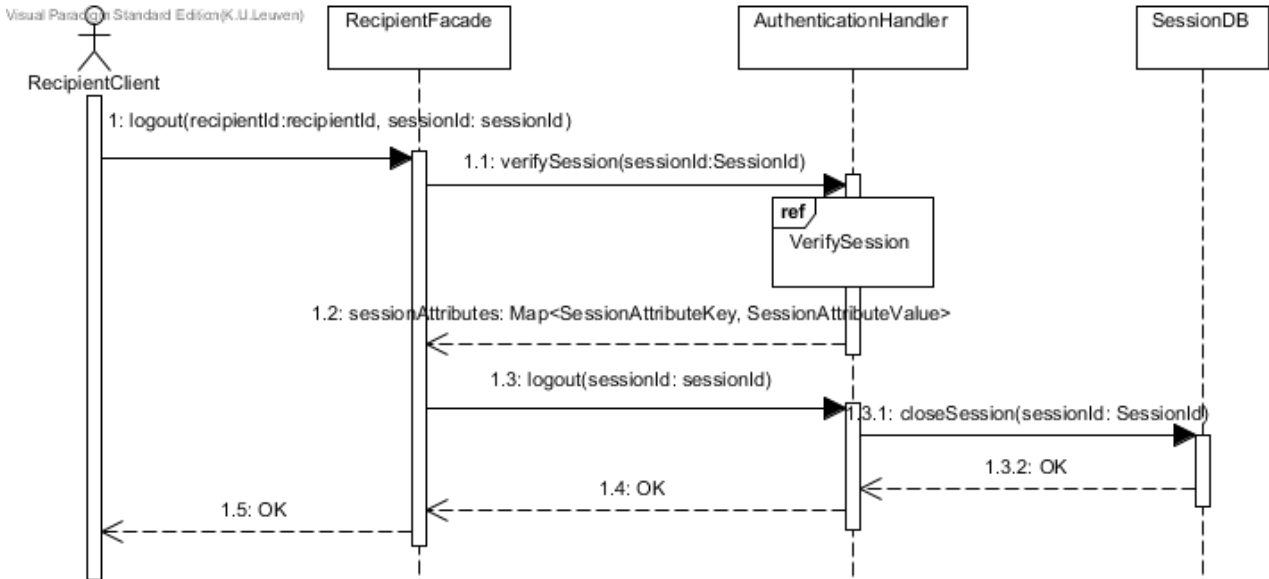 Visual Paradigm Standard Edition(K.U.Leuven)
RecipientFacade
AuthenticationHandler
SessionDB
RecipientClient
1: logout(recipientId:recipientId, sessionId: sessionId)
1.1: verifySession(sessionId:SessionId)
ref
VerifySession
1.2: sessionAttributes: Map<SessionAttributeKey, SessionAttributeValue>
1.3: logout(sessionId: sessionId)
1.3.1: closeSession(sessionId: SessionId)
1.3.2: OK
1.4: OK
1.5: OK